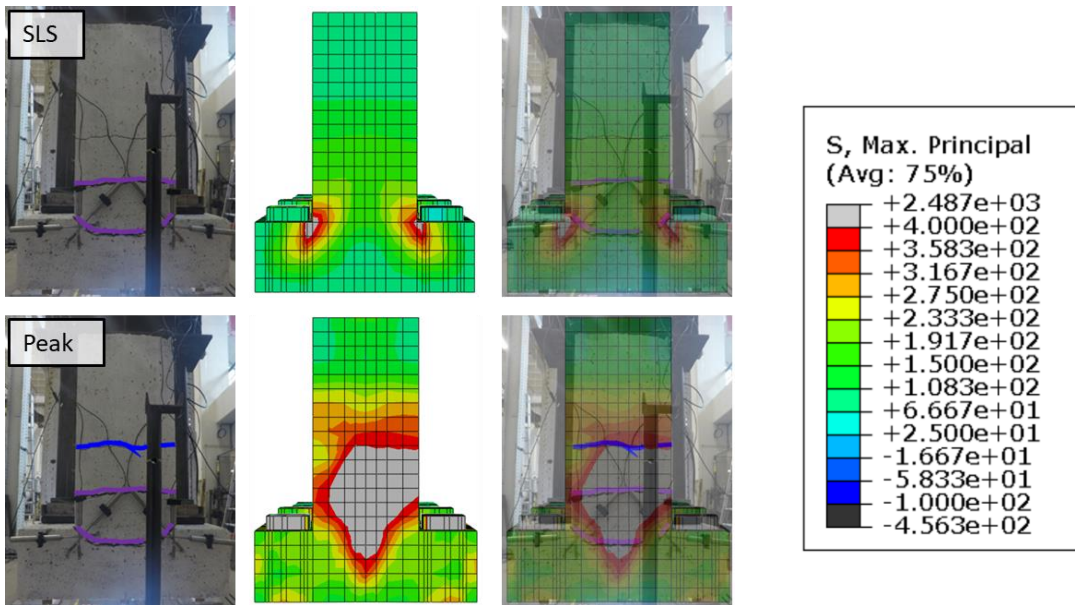 SLS
Peak
S, Max. Principal
(Avg: 75%)
+2.487e+03
+4.000e+02
+3.583e+02
+3.167e+02
+2.750e+02
+2.333e+02
+1.917e+02
+1.500e+02
+1.083e+02
+6.667e+01
+2.500e+01
-1.667e+01
-5.833e+01
-1.000e+02
-4.563e+02